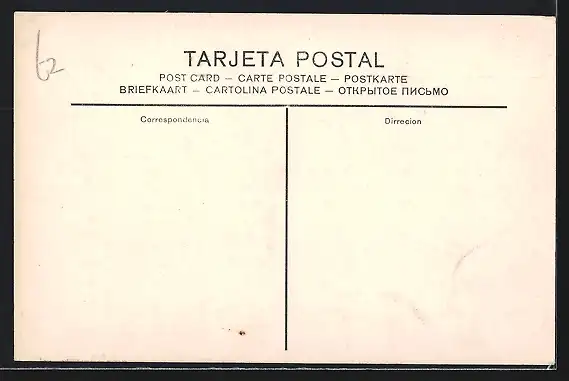 62
TARJETA POSTAL
POST CARD — CARTE POSTALE — POSTKARTE
BRIEFKAART — CARTOLINA POSTALE — ОТКРЫТОЕ ПИСЬМО
Correspondencia
Dirrecion